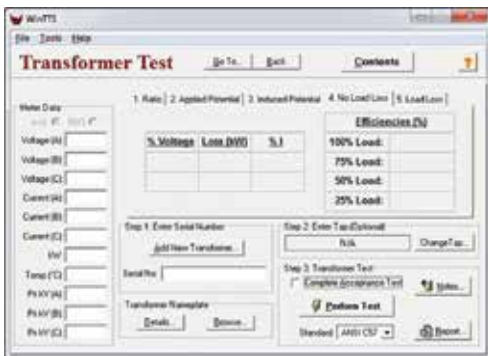 WinTTS
File Tools Help
Transformer Test
Go To... Back Contents ?
1. Ratio 2. Applied Potential 3. Induced Potential 4. No Load Loss 5. Load Loss
Meter Data
Voltage (A)
Voltage (B)
Voltage (C)
Current (A)
Current (B)
Current (C)
kW
Temp (°C)
Pri kV (A)
Pri kV (B)
Pri kV (C)
% Voltage Loss (kW) % I
Efficiencies (%)
100% Load:
75% Load:
50% Load:
25% Load:
Step 1: Enter Serial Number
Add New Transformer...
Serial No:
Transformer Nameplate
Details... Browse...
Step 2: Enter Tap (Optional)
N/A Change Tap...
Step 3: Transformer Test
Complete Acceptance Test
Notes...
Perform Test
Standard ANSI C57
Report...